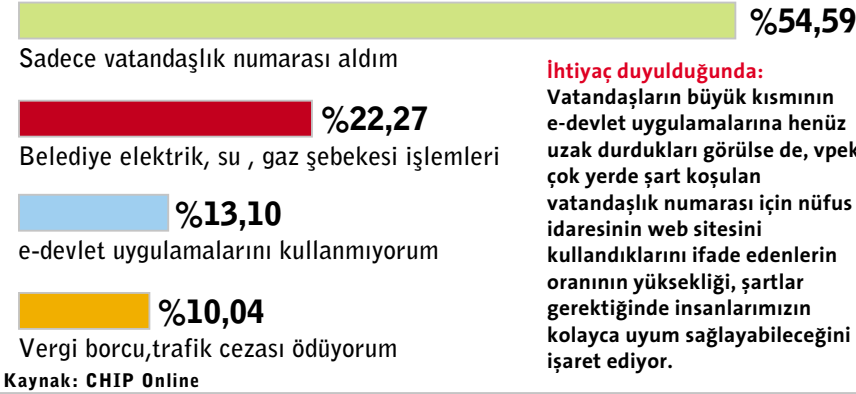 %54,59
Sadece vatandaşlık numarası aldım
%22,27
Belediye elektrik, su , gaz şebekesi işlemleri
%13,10
e-devlet uygulamalarını kullanmıyorum
%10,04
Vergi borcu,trafik cezası ödüyorum
Kaynak: CHIP Online
İhtiyaç duyulduğunda:
Vatandaşların büyük kısmının
e-devlet uygulamalarına henüz
uzak durdukları görülse de, vpek
çok yerde şart koşulan
vatandaşlık numarası için nüfus
idaresinin web sitesini
kullandıklarını ifade edenlerin
oranının yüksekliği, şartlar
gerektiğinde insanlarımızın
kolayca uyum sağlayabileceğini
işaret ediyor.